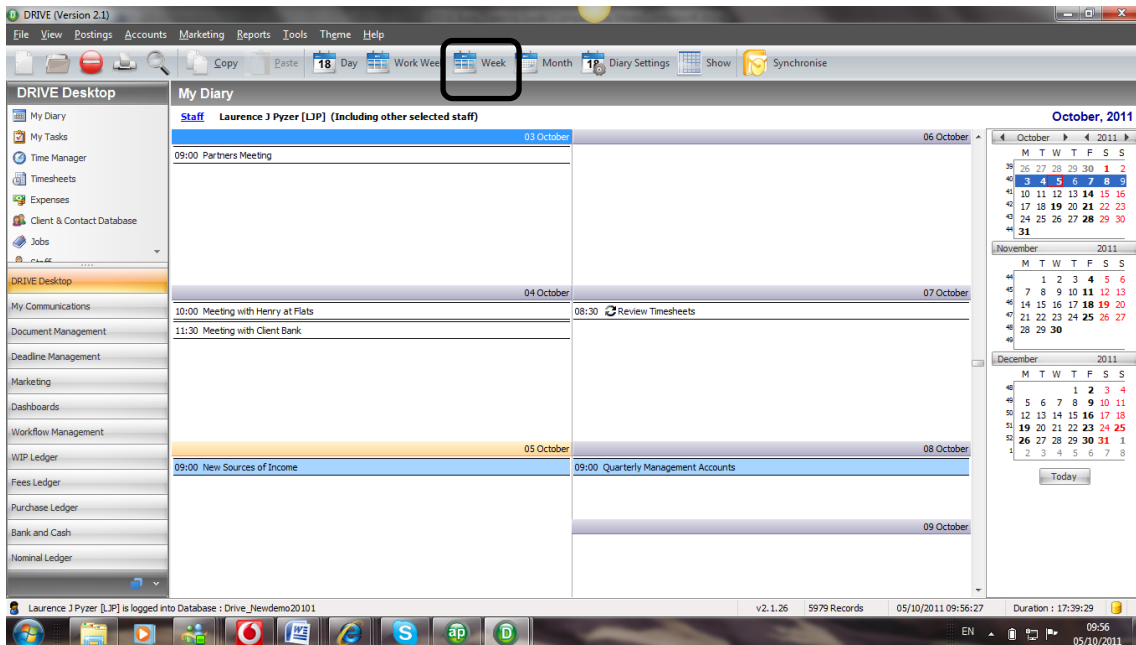 DRIVE (Version 2.1)
File View Postings Accounts Marketing Reports Tools Theme Help
Copy Paste 18 Day Work Wee Week Month 18 Diary Settings Show Synchronise
DRIVE Desktop
My Diary
My Tasks
Time Manager
Timesheets
Expenses
Client & Contact Database
Jobs
DRIVE Desktop
My Communications
Document Management
Deadline Management
Marketing
Dashboards
Workflow Management
WIP Ledger
Fees Ledger
Purchase Ledger
Bank and Cash
Nominal Ledger
My Diary
Staff Laurence J Pyzer [LJP] (Including other selected staff)
October, 2011
03 October
09:00 Partners Meeting
04 October
10:00 Meeting with Henry at Flats
11:30 Meeting with Client Bank
05 October
09:00 New Sources of Income
06 October
07 October
08:30 Review Timesheets
08 October
09:00 Quarterly Management Accounts
09 October
October 2011
M T W T F S S
39 26 27 28 29 30 1 2
40 3 4 5 6 7 8 9
41 10 11 12 13 14 15 16
42 17 18 19 20 21 22 23
43 24 25 26 27 28 29 30
44 31
November 2011
M T W T F S S
44 1 2 3 4 5 6
45 7 8 9 10 11 12 13
46 14 15 16 17 18 19 20
47 21 22 23 24 25 26 27
48 28 29 30
49
December 2011
M T W T F S S
48 1 2 3 4
49 5 6 7 8 9 10 11
50 12 13 14 15 16 17 18
51 19 20 21 22 23 24 25
52 26 27 28 29 30 31 1
1 2 3 4 5 6 7 8
Today
Laurence J Pyzer [LJP] is logged into Database : Drive_Newdemo20101 v2.1.26 5979 Records 05/10/2011 09:56:27 Duration : 17:39:29
EN 09:56
05/10/2011